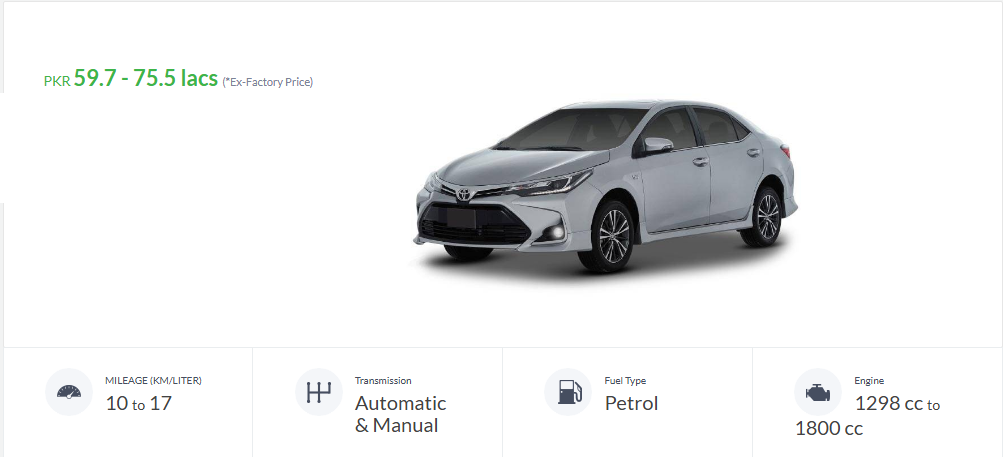 PKR 59.7 - 75.5 lacs (*Ex-Factory Price)
MILEAGE (KM/LITER)
10 to 17
Transmission
Automatic
& Manual
Fuel Type
Petrol
Engine
1298 cc to
1800 cc